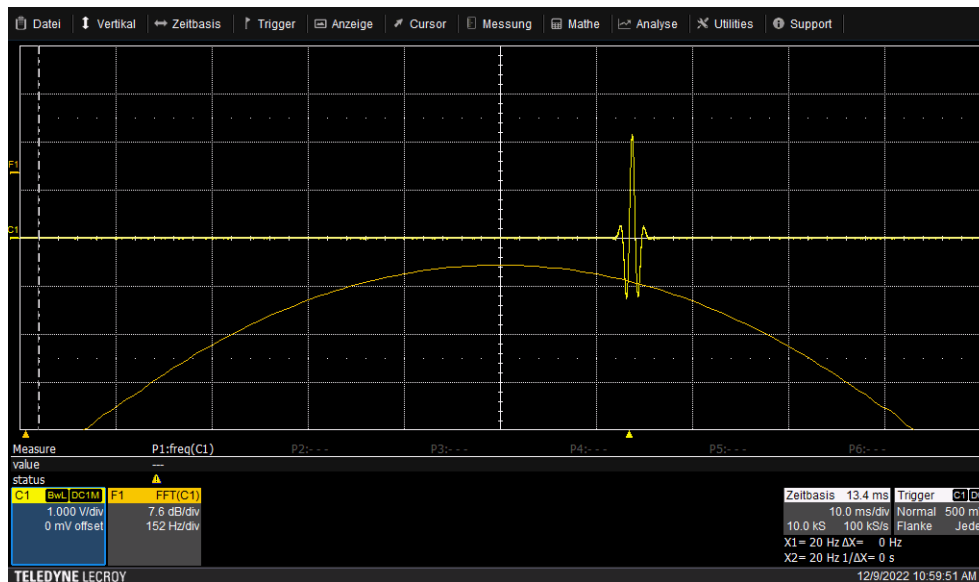 Datei Vertikal Zeitbasis Trigger Anzeige Cursor Messung Mathe Analyse Utilities Support
F1
C1
Measure P1:freq(C1) P2:--- P3:--- P4:--- P5:--- P6:---
value ---
status
C1 BwL DC1M F1 FFT(C1)
1.000 V/div 7.6 dB/div
0 mV offset 152 Hz/div
Zeitbasis 13.4 ms Trigger C1 D
10.0 ms/div Normal 500 m
10.0 kS 100 kS/s Flanke Jede
X1= 20 Hz ΔX= 0 Hz
X2= 20 Hz 1/ΔX= 0 s
TELEDYNE LECROY 12/9/2022 10:59:51 AM